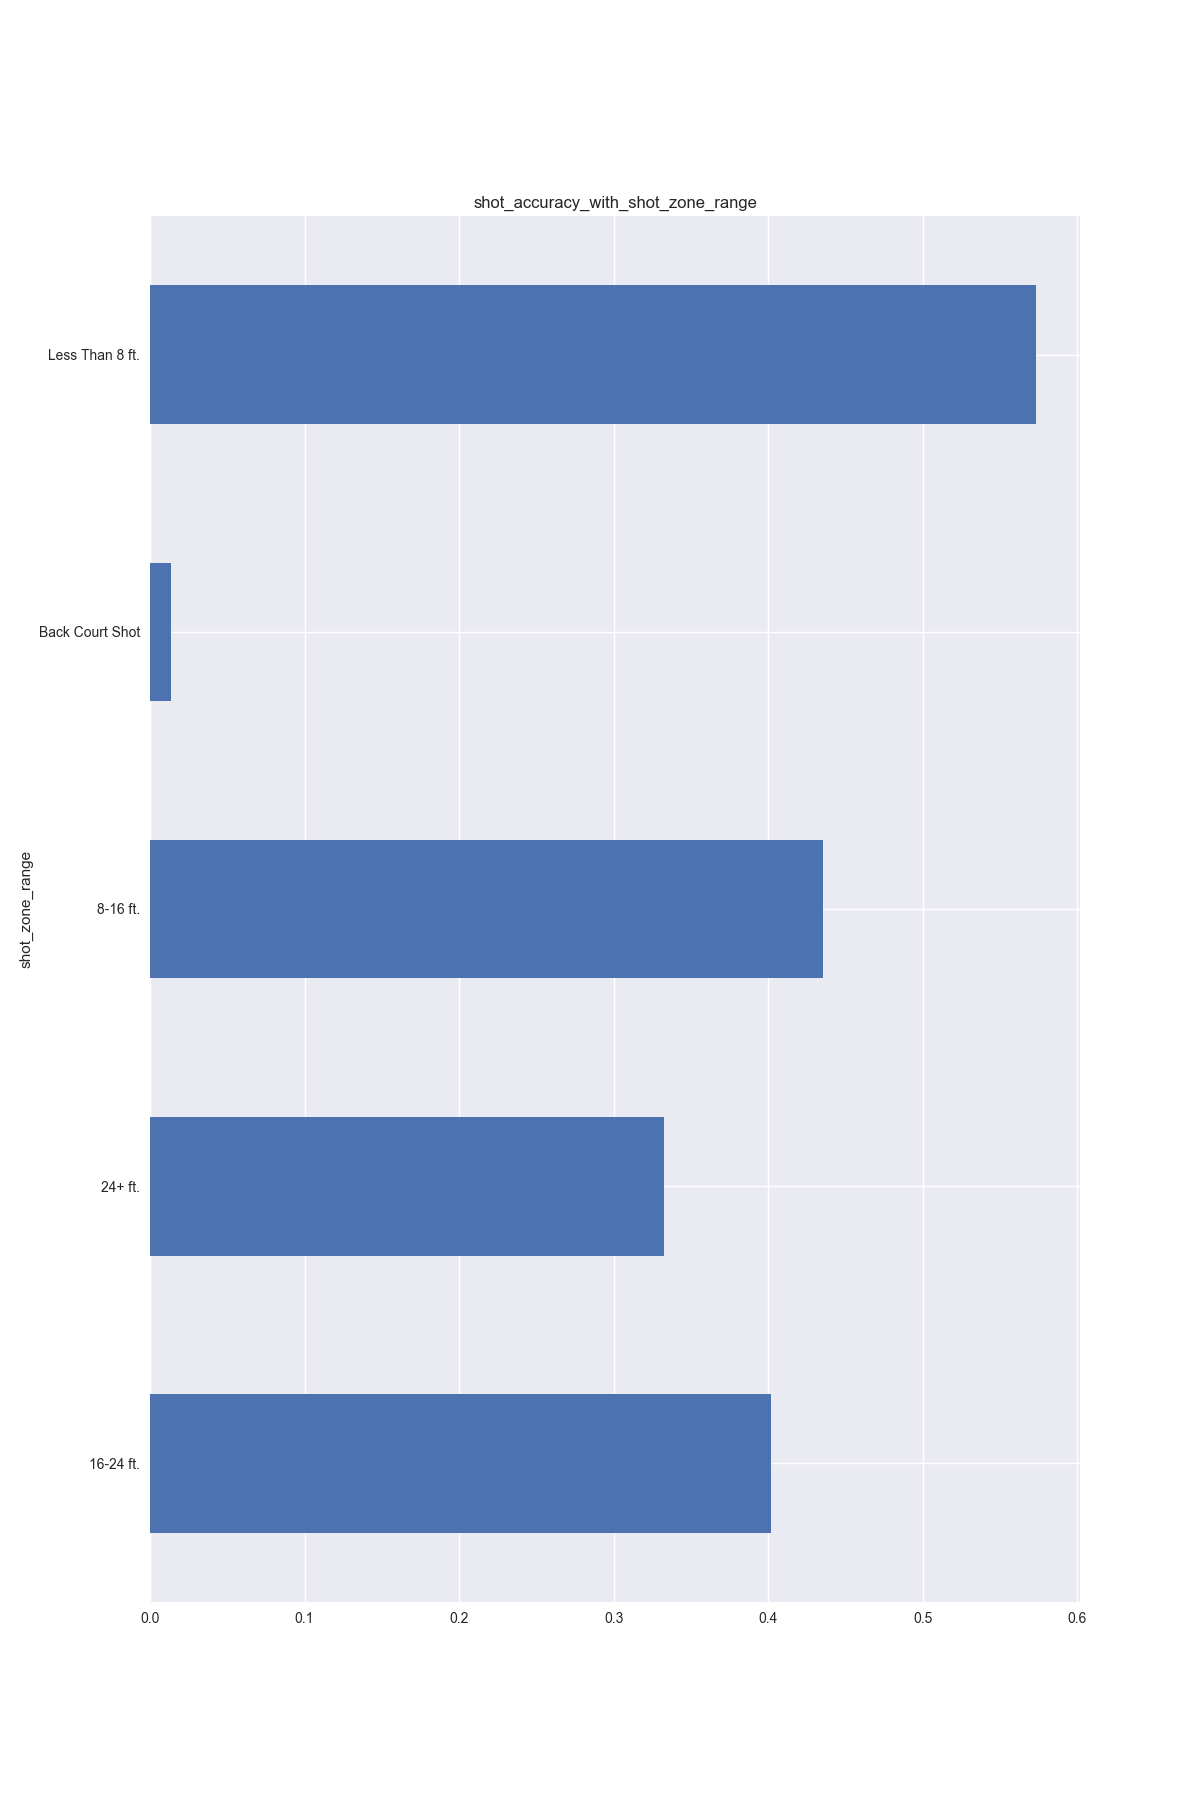 shot_accuracy_with_shot_zone_range
Less Than 8 ft.
Back Court Shot
8-16 ft.
24+ ft.
16-24 ft.
shot_zone_range
0.0 0.1 0.2 0.3 0.4 0.5 0.6